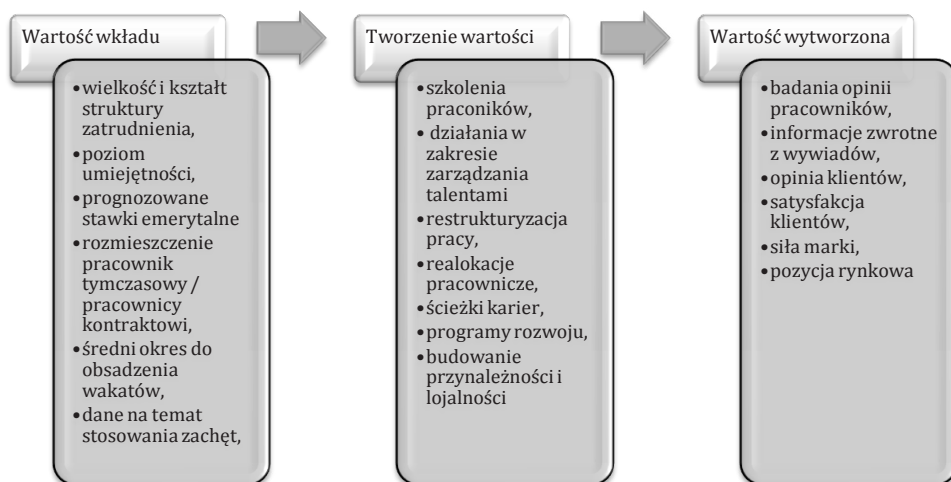 Wartość wkładu
•wielkość i kształt
struktury
zatrudnienia,
•poziom
umiejętności,
•prognozowane
stawki emerytalne
•rozmieszczenie
pracownik
tymczasowy /
pracownicy
kontraktowi,
•średni okres do
obsadzenia
wakatów,
•dane na temat
stosowania zachęt,
Tworzenie wartości
•szkolenia
praconików,
• działania w
zakresie
zarządzania
talentami
•restrukturyzacja
pracy,
•realokacje
pracownicze,
•ścieżki karier,
•programy rozwoju,
•budowanie
przynależności i
lojalności
Wartość wytworzona
•badania opinii
pracowników,
•informacje zwrotne
z wywiadów,
•opinia klientów,
•satysfakcja
klientów,
•siła marki,
•pozycja rynkowa